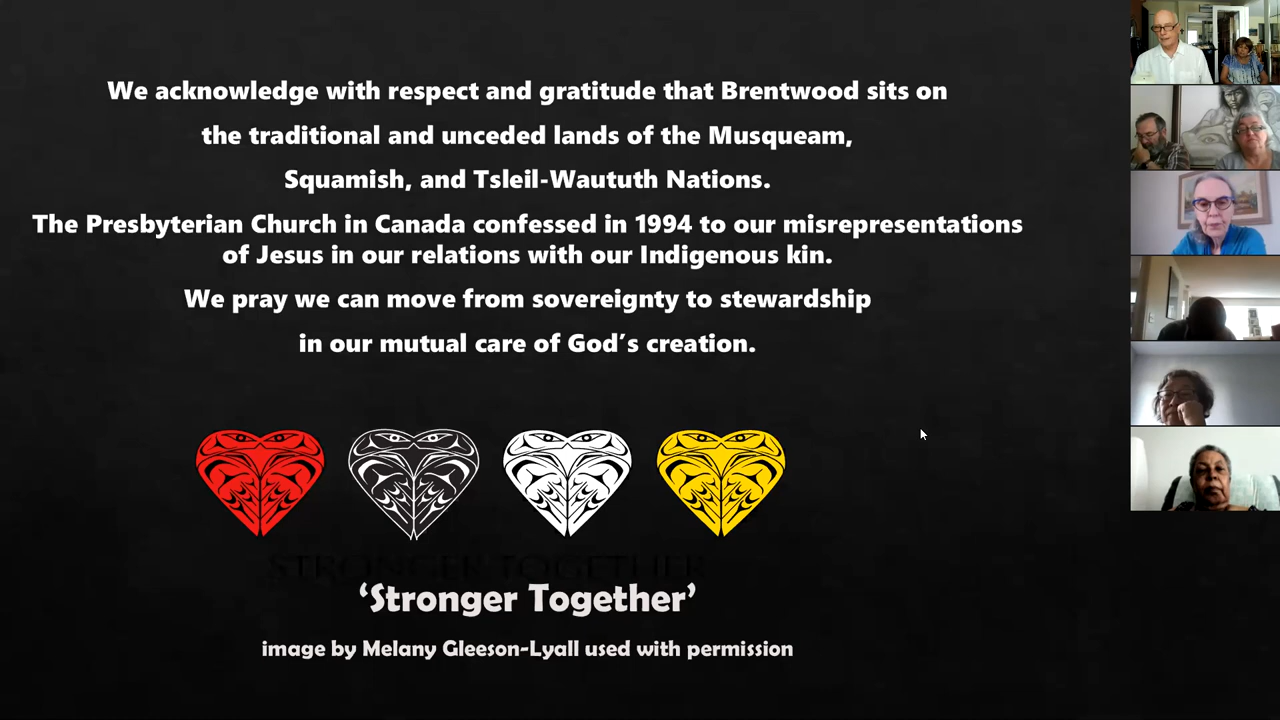 We acknowledge with respect and gratitude that Brentwood sits on
the traditional and unceded lands of the Musqueam,
Squamish, and Tsleil-Waututh Nations.
The Presbyterian Church in Canada confessed in 1994 to our misrepresentations
of Jesus in our relations with our Indigenous kin.
We pray we can move from sovereignty to stewardship
in our mutual care of God’s creation.
STRONGER TOGETHER
‘Stronger Together’
image by Melany Gleeson-Lyall used with permission